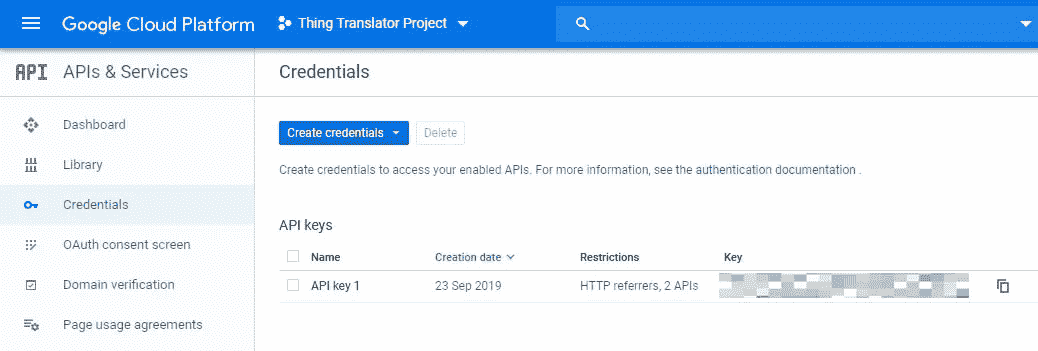 Google Cloud Platform
Thing Translator Project
API
APIs & Services
Credentials
Dashboard
Library
Credentials
OAuth consent screen
Domain verification
Page usage agreements
Create credentials
Delete
Create credentials to access your enabled APIs. For more information, see the authentication documentation .
API keys
Name Creation date Restrictions Key
API key 1 23 Sep 2019 HTTP referrers, 2 APIs